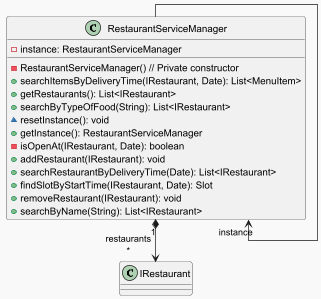 C RestaurantServiceManager
instance: RestaurantServiceManager
RestaurantServiceManager() // Private constructor
searchItemsByDeliveryTime(IRestaurant, Date): List<MenuItem>
getRestaurants(): List<IRestaurant>
searchByTypeOfFood(String): List<IRestaurant>
resetInstance(): void
getInstance(): RestaurantServiceManager
isOpenAt(IRestaurant, Date): boolean
addRestaurant(IRestaurant): void
searchRestaurantByDeliveryTime(Date): List<IRestaurant>
findSlotByStartTime(IRestaurant, Date): Slot
removeRestaurant(IRestaurant): void
searchByName(String): List<IRestaurant>
1
restaurants
*
instance
C IRestaurant